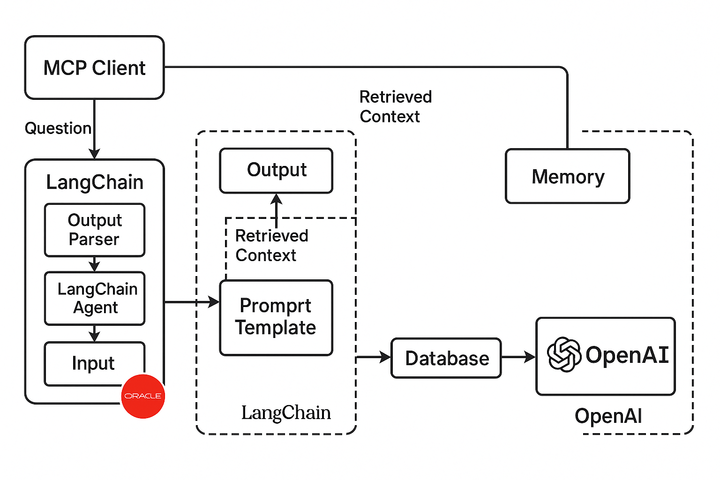 MCP Client
Question
Retrieved
Context
LangChain
Output
Parser
LangChain
Agent
Input
ORACLE
Output
Retrieved
Context
Promprt
Template
LangChain
Memory
Database
OpenAI
OpenAI